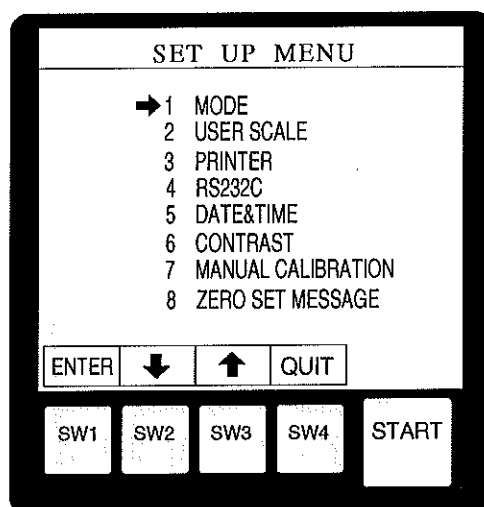 SET UP MENU
1 MODE
2 USER SCALE
3 PRINTER
4 RS232C
5 DATE&TIME
6 CONTRAST
7 MANUAL CALIBRATION
8 ZERO SET MESSAGE
ENTER QUIT
SW1 SW2 SW3 SW4 START